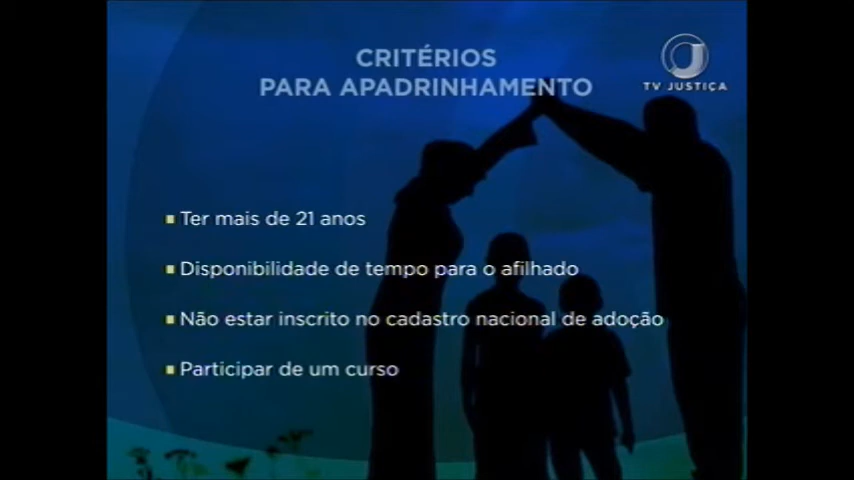 CRITÉRIOS
PARA APADRINHAMENTO
TV JUSTIÇA
Ter mais de 21 anos
Disponibilidade de tempo para o afilhado
Não estar inscrito no cadastro nacional de adoção
Participar de um curso